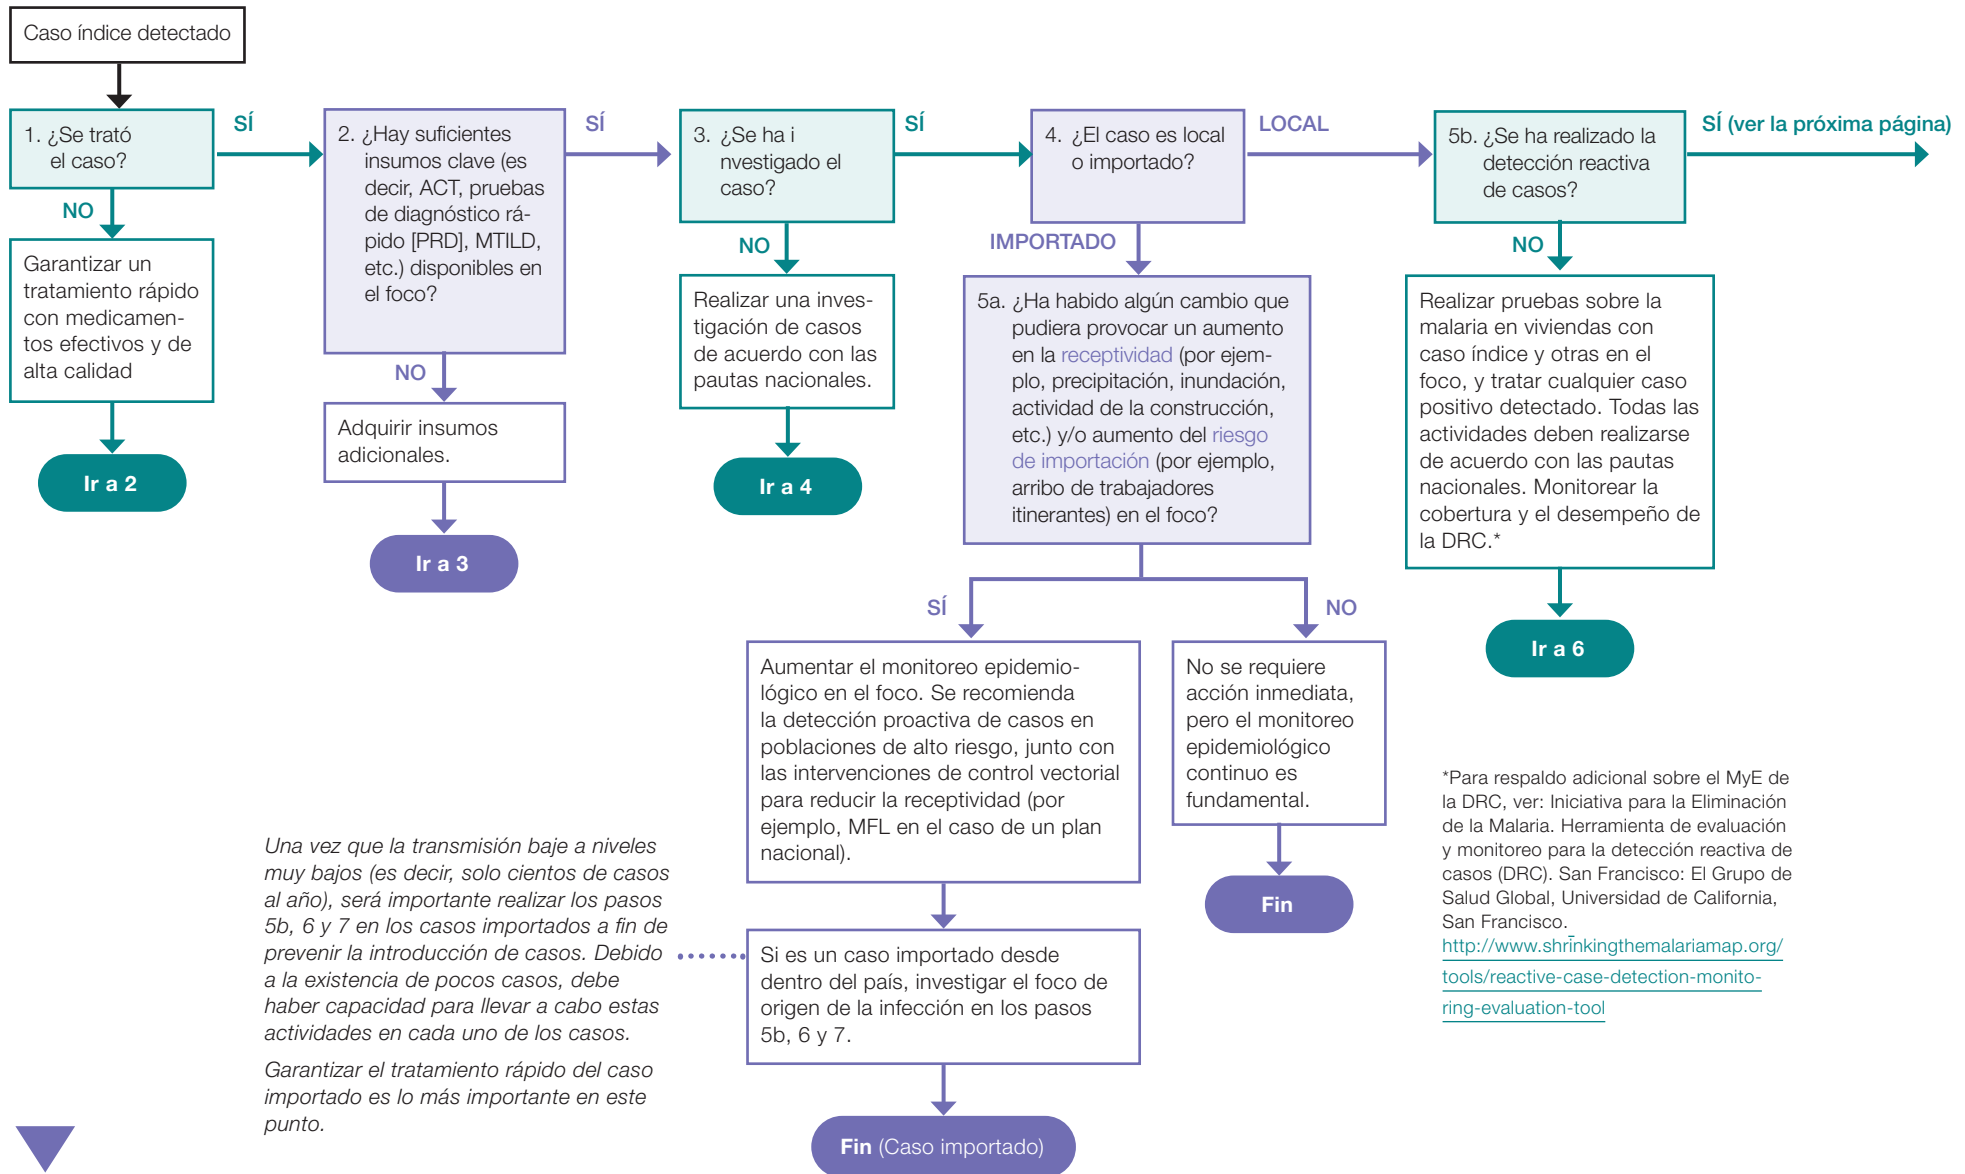 Caso índice detectado
1. ¿Se trató
el caso?
SÍ
NO
Garantizar un
tratamiento rápido
con medicamen-
tos efectivos y de
alta calidad
Ir a 2
2. ¿Hay suficientes
insumos clave (es
decir, ACT, pruebas
de diagnóstico rá-
pido [PRD], MTILD,
etc.) disponibles en
el foco?
SÍ
NO
Adquirir insumos
adicionales.
Ir a 3
3. ¿Se ha i
nvestigado el
caso?
SÍ
NO
Realizar una inves-
tigación de casos
de acuerdo con las
pautas nacionales.
Ir a 4
4. ¿El caso es local
o importado?
LOCAL
IMPORTADO
5a. ¿Ha habido algún cambio que
pudiera provocar un aumento
en la receptividad (por ejem-
plo, precipitación, inundación,
actividad de la construcción,
etc.) y/o aumento del riesgo
de importación (por ejemplo,
arribo de trabajadores
itinerantes) en el foco?
SÍ
NO
Aumentar el monitoreo epidemio-
lógico en el foco. Se recomienda
la detección proactiva de casos en
poblaciones de alto riesgo, junto con
las intervenciones de control vectorial
para reducir la receptividad (por
ejemplo, MFL en el caso de un plan
nacional).
Si es un caso importado desde
dentro del país, investigar el foco de
origen de la infección en los pasos
5b, 6 y 7.
Fin (Caso importado)
No se requiere
acción inmediata,
pero el monitoreo
epidemiológico
continuo es
fundamental.
Fin
5b. ¿Se ha realizado la
detección reactiva
de casos?
SÍ (ver la próxima página)
NO
Realizar pruebas sobre la
malaria en viviendas con
caso índice y otras en el
foco, y tratar cualquier caso
positivo detectado. Todas las
actividades deben realizarse
de acuerdo con las pautas
nacionales. Monitorear la
cobertura y el desempeño de
la DRC.*
Ir a 6
Una vez que la transmisión baje a niveles
muy bajos (es decir, solo cientos de casos
al año), será importante realizar los pasos
5b, 6 y 7 en los casos importados a fin de
prevenir la introducción de casos. Debido
a la existencia de pocos casos, debe
haber capacidad para llevar a cabo estas
actividades en cada uno de los casos.
Garantizar el tratamiento rápido del caso
importado es lo más importante en este
punto.
*Para respaldo adicional sobre el MyE de
la DRC, ver: Iniciativa para la Eliminación
de la Malaria. Herramienta de evaluación
y monitoreo para la detección reactiva de
casos (DRC). San Francisco: El Grupo de
Salud Global, Universidad de California,
San Francisco.
http://www.shrinkingthemalariamap.org/
tools/reactive-case-detection-monito-
ring-evaluation-tool